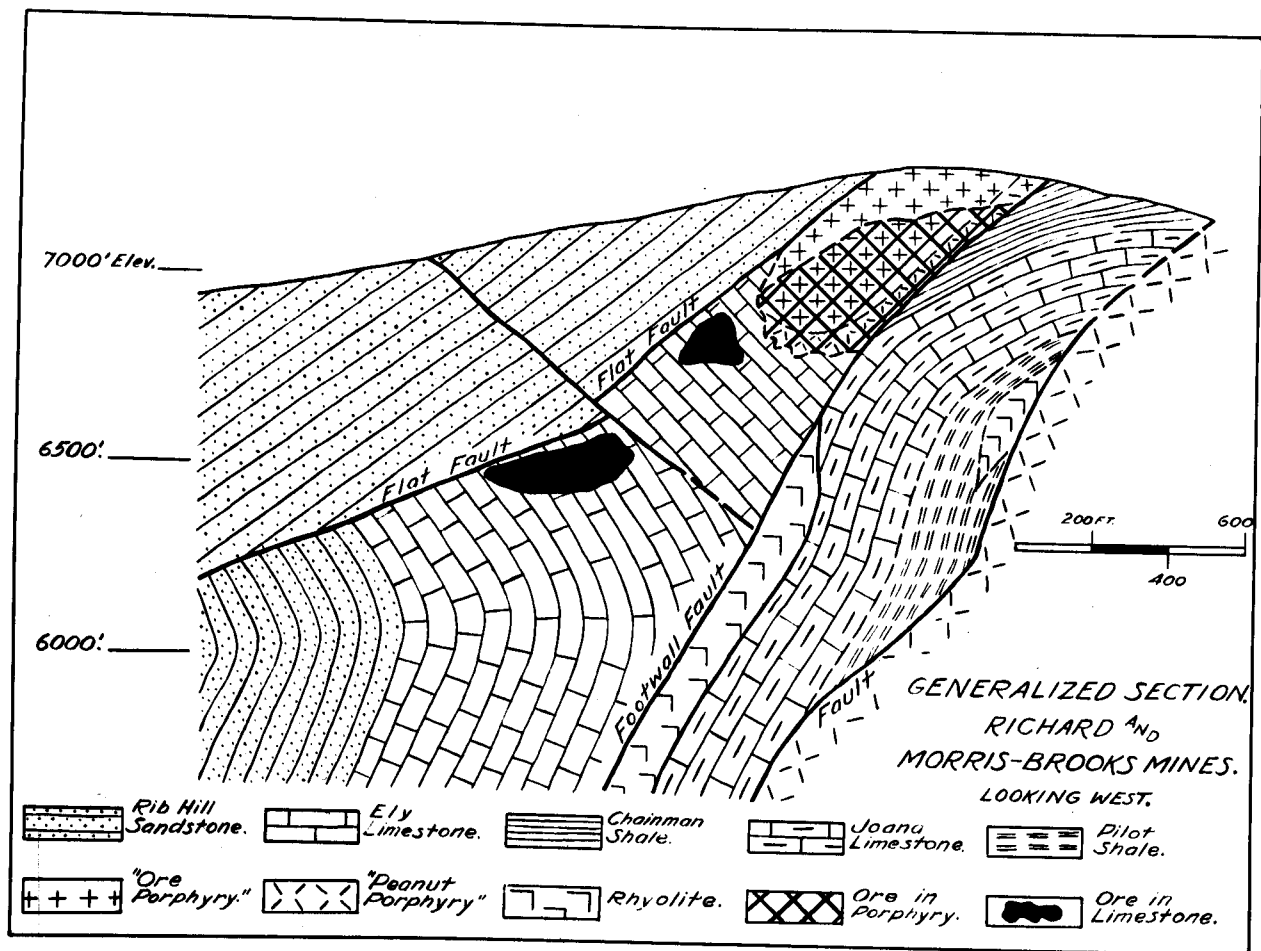 7000' Elev.
Flat Fault
6500'.
Flat Fault
200 FT. 600
400
6000'.
Footwall Fault
Fault
GENERALIZED SECTION.
RICHARD AND
MORRIS-BROOKS MINES.
LOOKING WEST.
Rib Hill
Sandstone.
Ely
Limestone.
Chainman
Shale.
Joana
Limestone.
Pilot
Shale.
"Ore
Porphyry."
"Peanut
Porphyry"
Rhyolite.
Ore in
Porphyry.
Ore in
Limestone.